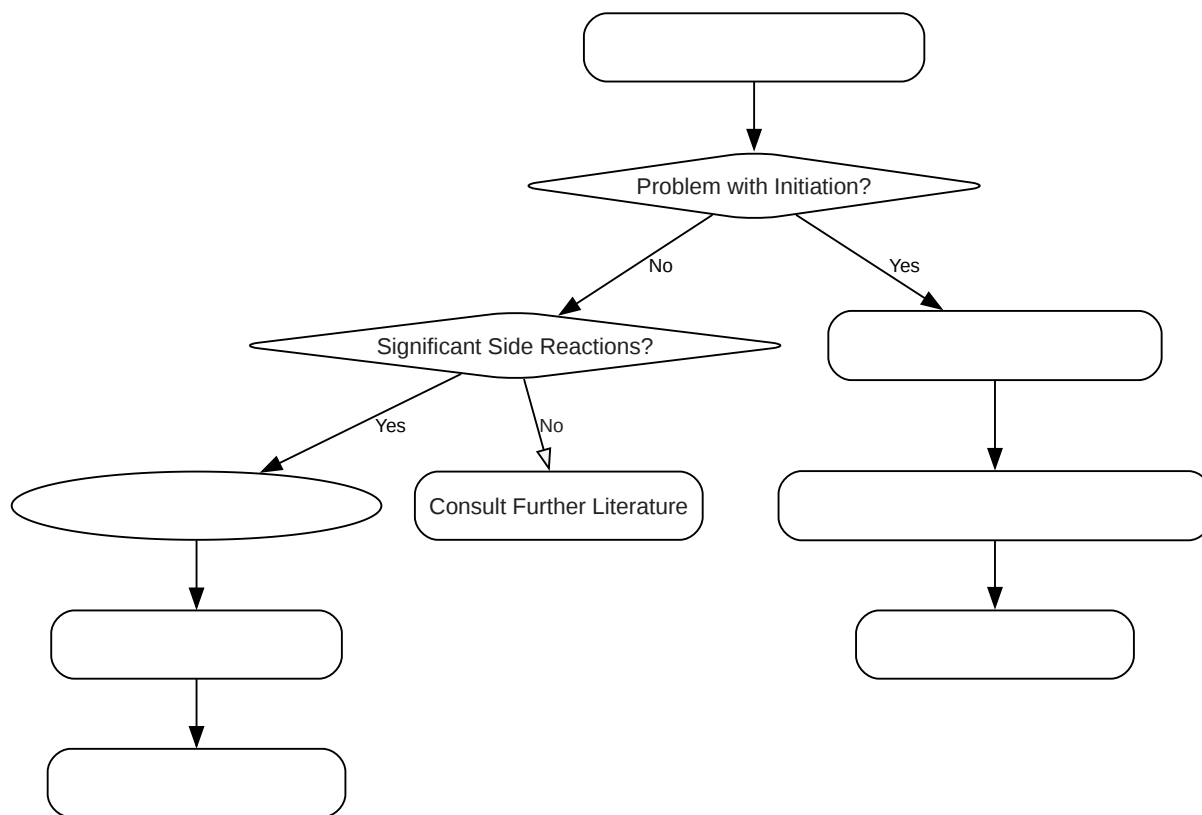 Problem with Initiation?
No
Yes
Significant Side Reactions?
Yes
No
Consult Further Literature